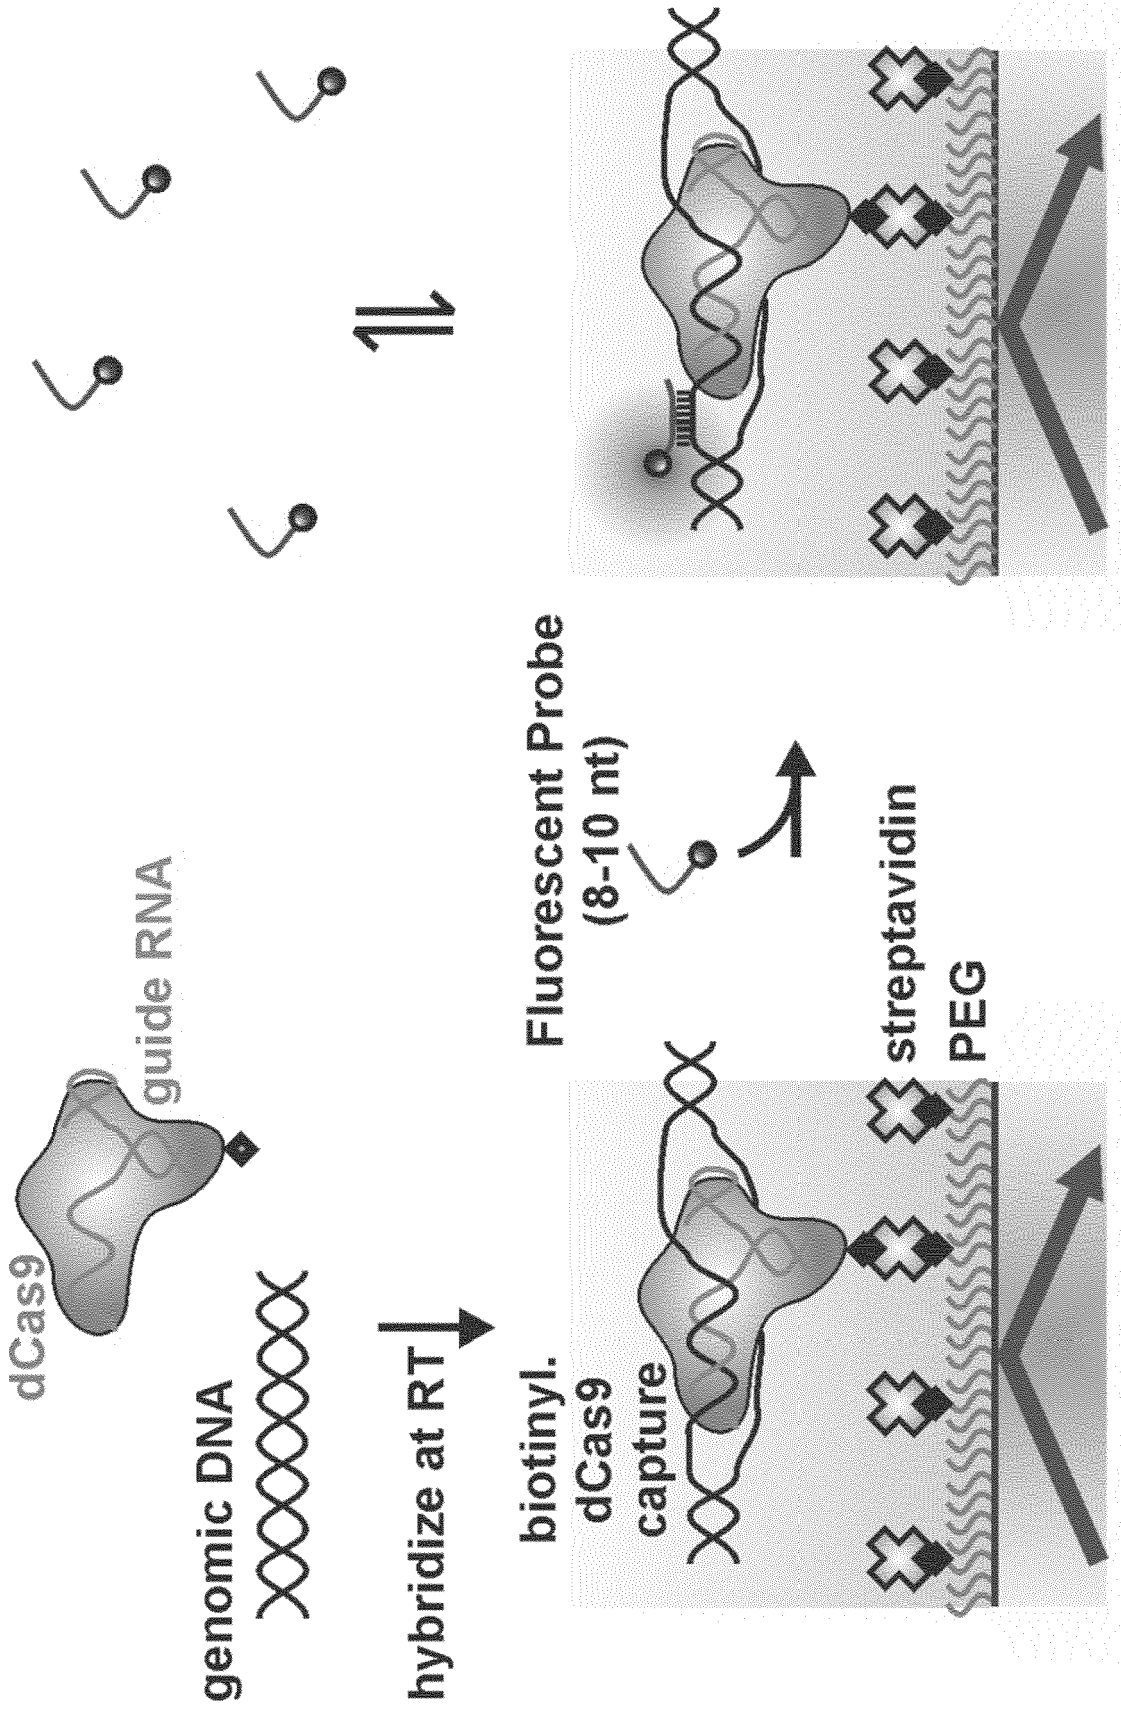 dCas9
guide RNA
genomic DNA
hybridize at RT
biotinyl.
dCas9
capture
Fluorescent Probe
(8-10 nt)
streptavidin
PEG